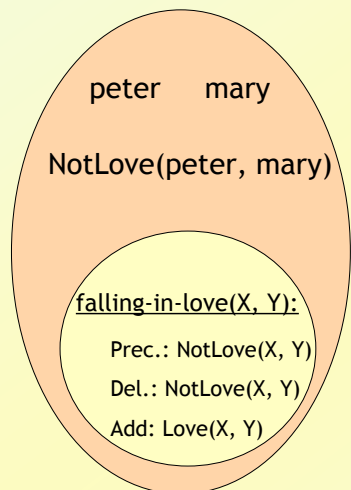 peter mary
NotLove(peter, mary)
falling-in-love(X, Y):
Prec.: NotLove(X, Y)
Del.: NotLove(X, Y)
Add: Love(X, Y)